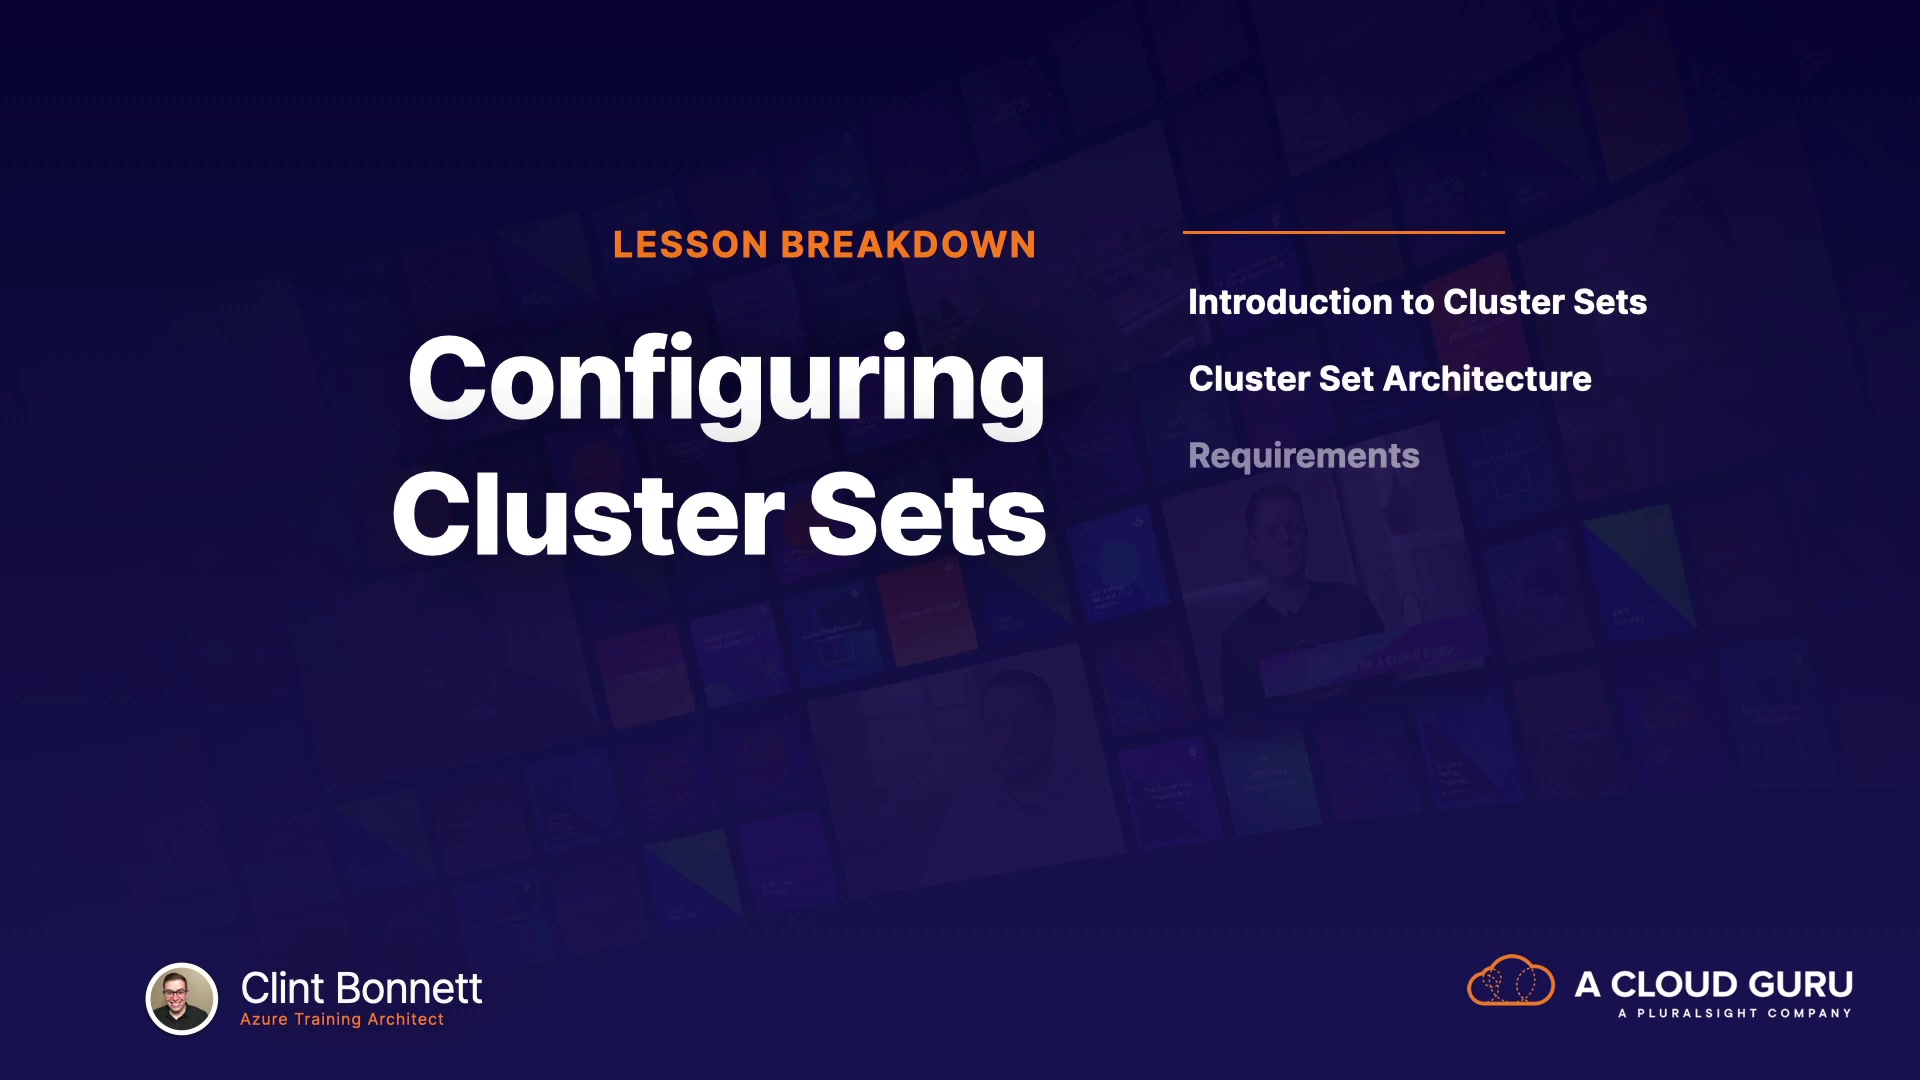 LESSON BREAKDOWN
Configuring
Cluster Sets
Introduction to Cluster Sets
Cluster Set Architecture
Requirements
Clint Bonnett
Azure Training Architect
A CLOUD GURU
A PLURALSIGHT COMPANY